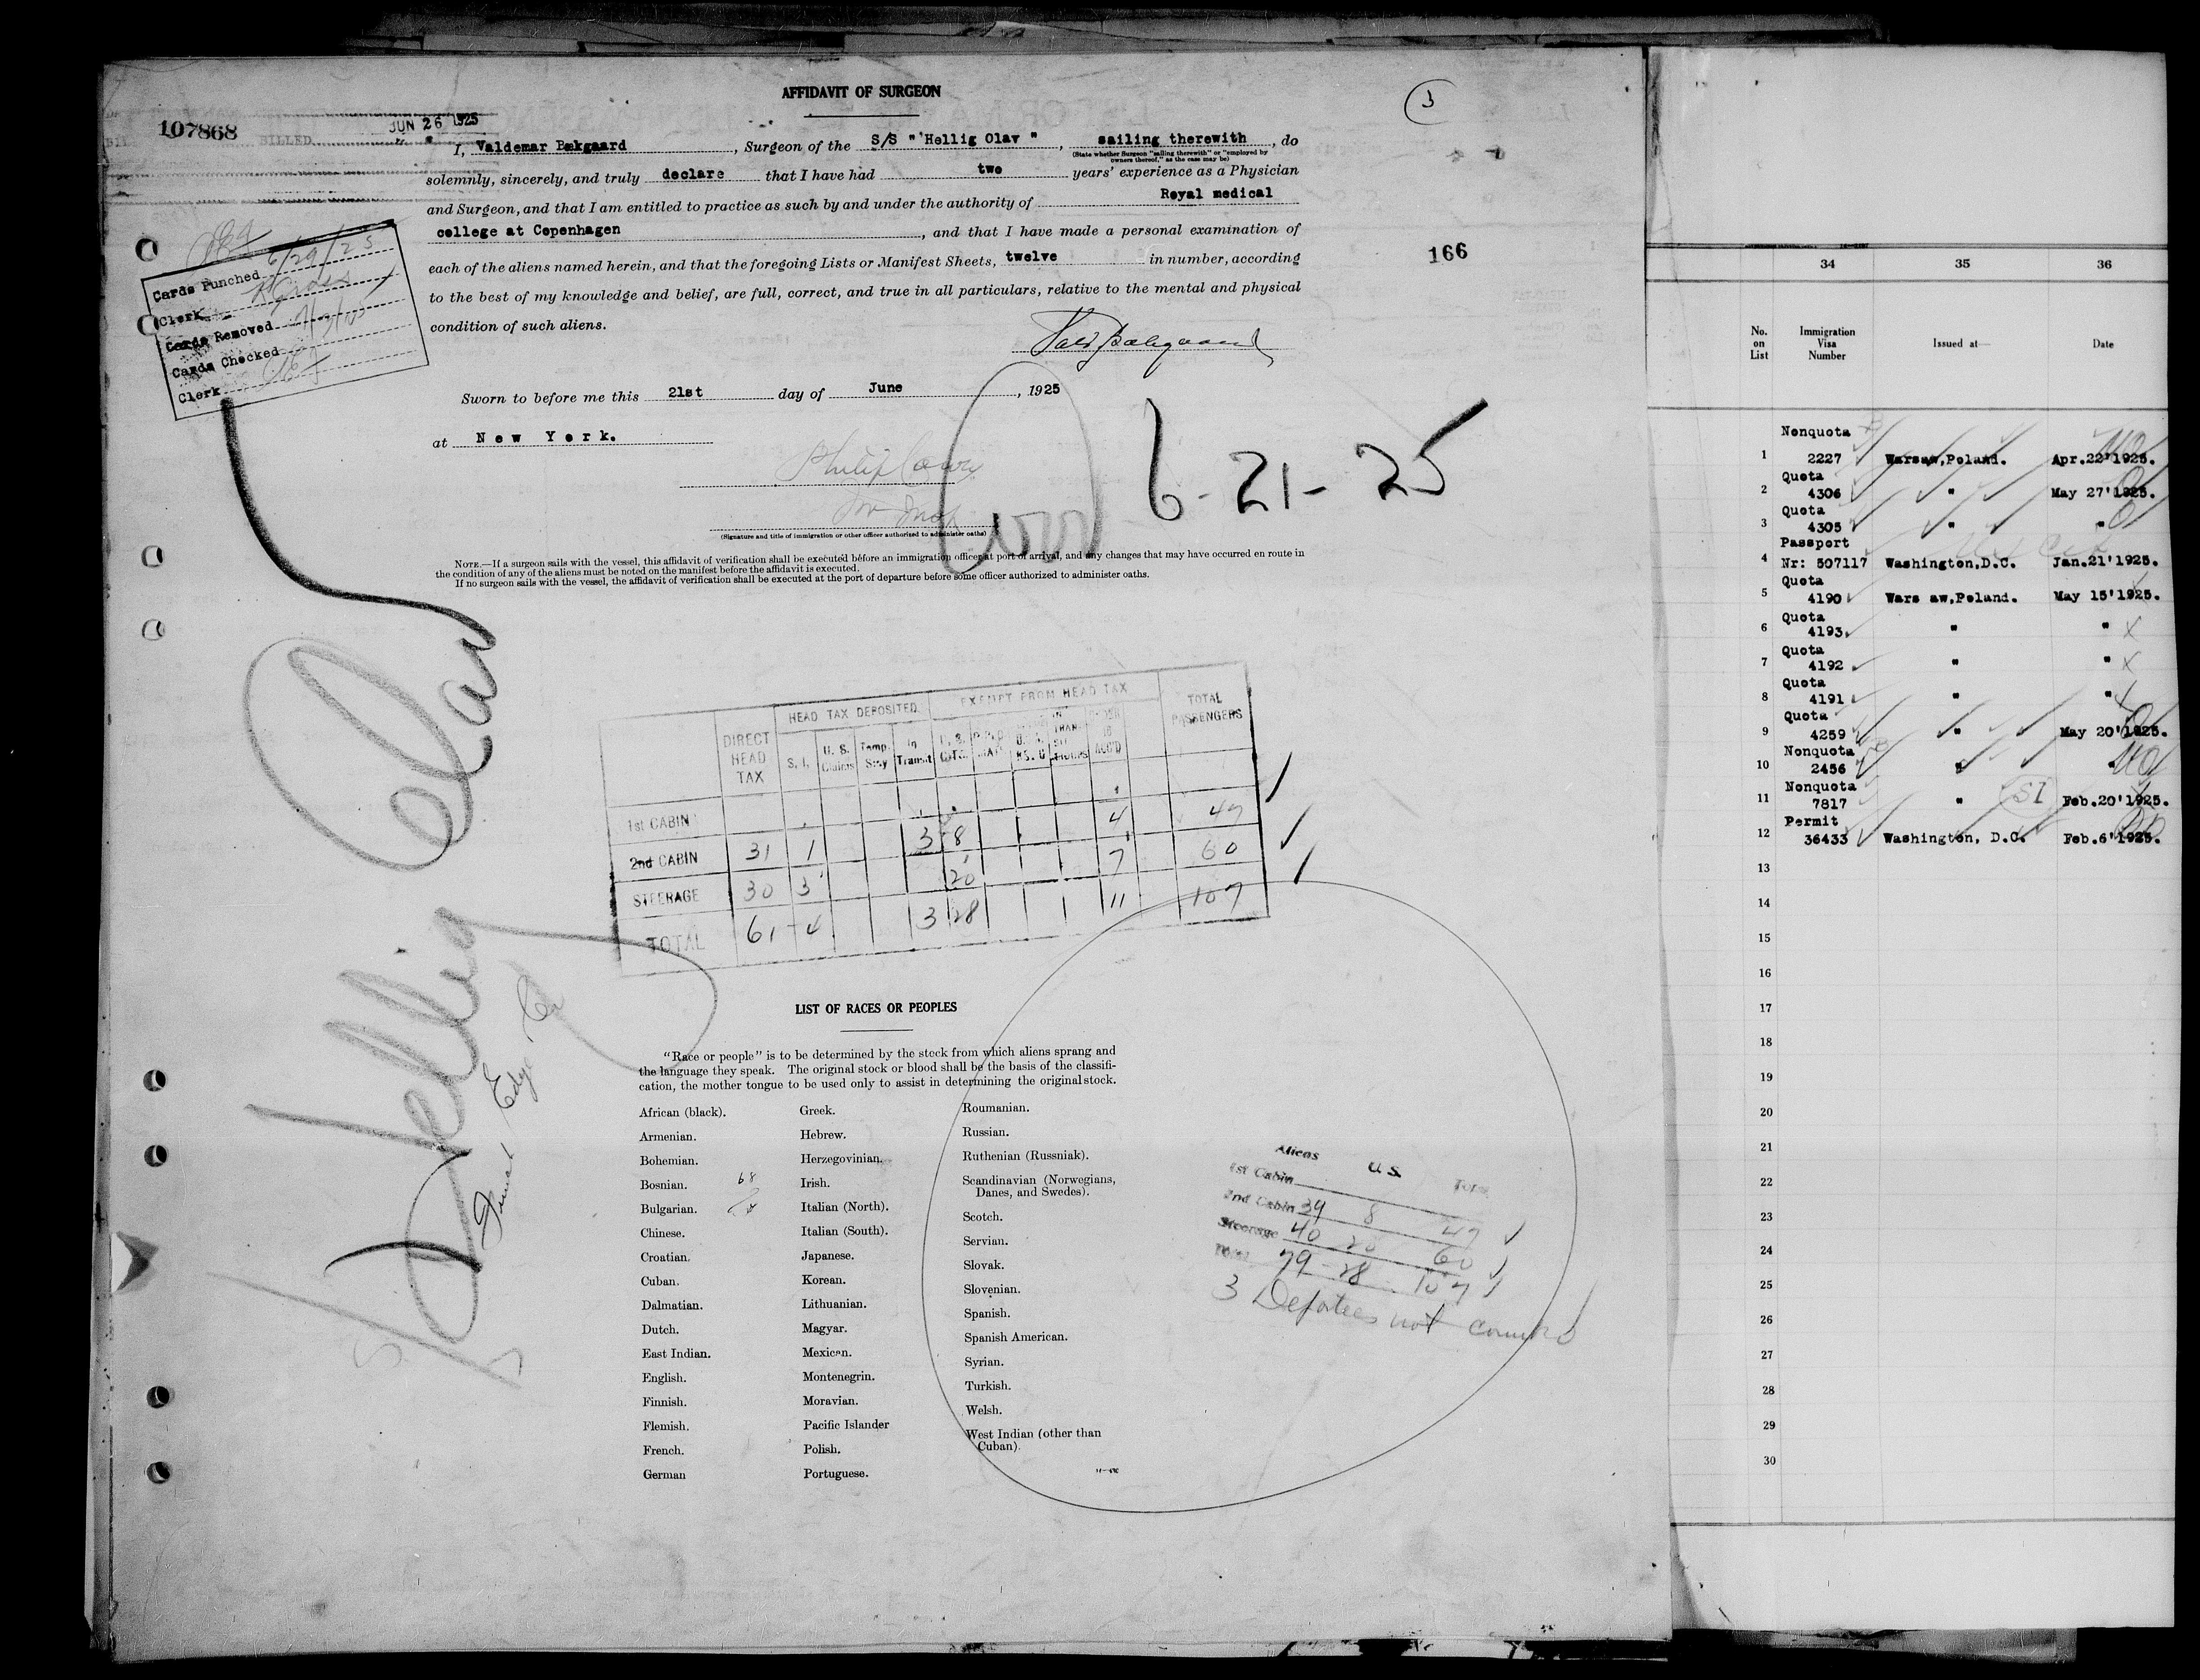 AFFIDAVIT OF SURGEON
3
107868 BILLED JUN 26 1925
I, Valdemar Bækgaard, Surgeon of the S/S "Hellig Olav", sailing therewith, do
(State whether Surgeon "sailing therewith" or "employed by
owners thereof," as the case may be)
solemnly, sincerely, and truly declare that I have had two years' experience as a Physician
and Surgeon, and that I am entitled to practice as such by and under the authority of Royal medical
college at Copenhagen, and that I have made a personal examination of
each of the aliens named herein, and that the foregoing Lists or Manifest Sheets, twelve in number, according
to the best of my knowledge and belief, are full, correct, and true in all particulars, relative to the mental and physical
condition of such aliens.
166
Cards Punched 6/29/25
Clerk
Cards Removed
Cards Checked
Clerk
Sworn to before me this 21st day of June, 1925
at New York.
6-21-25
(Signature and title of immigration or other officer authorized to administer oaths)
NOTE.—If a surgeon sails with the vessel, this affidavit of verification shall be executed before an immigration officer at port of arrival, and any changes that may have occurred en route in
the condition of any of the aliens must be noted on the manifest before the affidavit is executed.
If no surgeon sails with the vessel, the affidavit of verification shall be executed at the port of departure before some officer authorized to administer oaths.
Hellig Olav
DIRECT HEAD TAX
HEAD TAX DEPOSITED
EXEMPT FROM HEAD TAX
TOTAL PASSENGERS
S. I. U. S. Claims Temp. Stay In Transit
1st CABIN
2nd CABIN 31 1 3 8 4 47
STEERAGE 30 3 20 7 60
TOTAL 61 4 3 28 11 107
LIST OF RACES OR PEOPLES
"Race or people" is to be determined by the stock from which aliens sprang and
the language they speak. The original stock or blood shall be the basis of the classifi-
cation, the mother tongue to be used only to assist in determining the original stock.
African (black).
Armenian.
Bohemian.
Bosnian. 68
Bulgarian.
Chinese.
Croatian.
Cuban.
Dalmatian.
Dutch.
East Indian.
English.
Finnish.
Flemish.
French.
German
Greek.
Hebrew.
Herzegovinian.
Irish.
Italian (North).
Italian (South).
Japanese.
Korean.
Lithuanian.
Magyar.
Mexican.
Montenegrin.
Moravian.
Pacific Islander
Polish.
Portuguese.
Roumanian.
Russian.
Ruthenian (Russniak).
Scandinavian (Norwegians,
Danes, and Swedes).
Scotch.
Servian.
Slovak.
Slovenian.
Spanish.
Spanish American.
Syrian.
Turkish.
Welsh.
West Indian (other than
Cuban).
Aliens U S Total
1st Cabin
2nd Cabin 39 8 47
Steerage 40 20 60
Total 79 28 107
3 Deportees not counted
34 35 36
No. on List
Immigration Visa Number
Issued at—
Date
Nonquota
1 2227 Warsaw,Poland. Apr.22'1925.
Quota
2 4306 " May 27'1925.
Quota
3 4305 " "
Passport
4 Nr: 507117 Washington,D.C. Jan.21'1925.
Quota
5 4190 Wars aw,Poland. May 15'1925.
Quota
6 4193 " "
Quota
7 4192 " "
Quota
8 4191 " "
Quota
9 4259 " May 20'1925.
Nonquota
10 2456 " "
Nonquota
11 7817 " SI Feb.20'1925.
Permit
12 36433 Washington, D.C. Feb.6'1925.
13
14
15
16
17
18
19
20
21
22
23
24
25
26
27
28
29
30